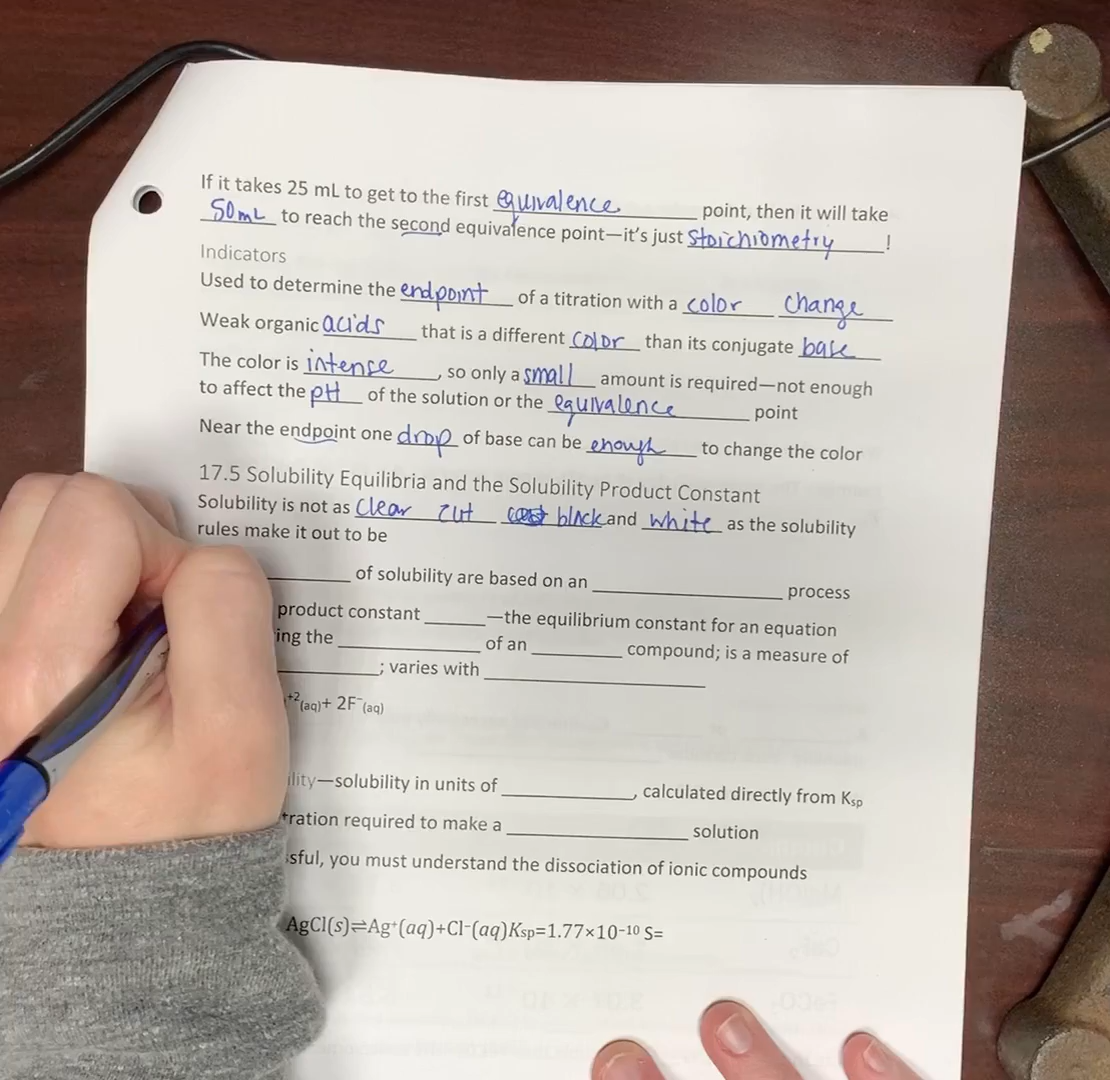 If it takes 25 mL to get to the first equivalence point, then it will take
50mL to reach the second equivalence point—it's just stoichiometry !
Indicators
Used to determine the endpoint of a titration with a color change
Weak organic acids that is a different color than its conjugate base
The color is intense, so only a small amount is required—not enough
to affect the pH of the solution or the equivalence point
Near the endpoint one drop of base can be enough to change the color
17.5 Solubility Equilibria and the Solubility Product Constant
Solubility is not as clear cut black and white as the solubility
rules make it out to be
______ of solubility are based on an ______ process
product constant ______—the equilibrium constant for an equation
ing the ______ of an ______ compound; is a measure of
______; varies with ______
+2(aq)+ 2F⁻(aq)
ility—solubility in units of ______, calculated directly from Ksp
tration required to make a ______ solution
sful, you must understand the dissociation of ionic compounds
AgCl(s)⇌Ag⁺(aq)+Cl⁻(aq)Ksp=1.77×10⁻¹⁰ S=